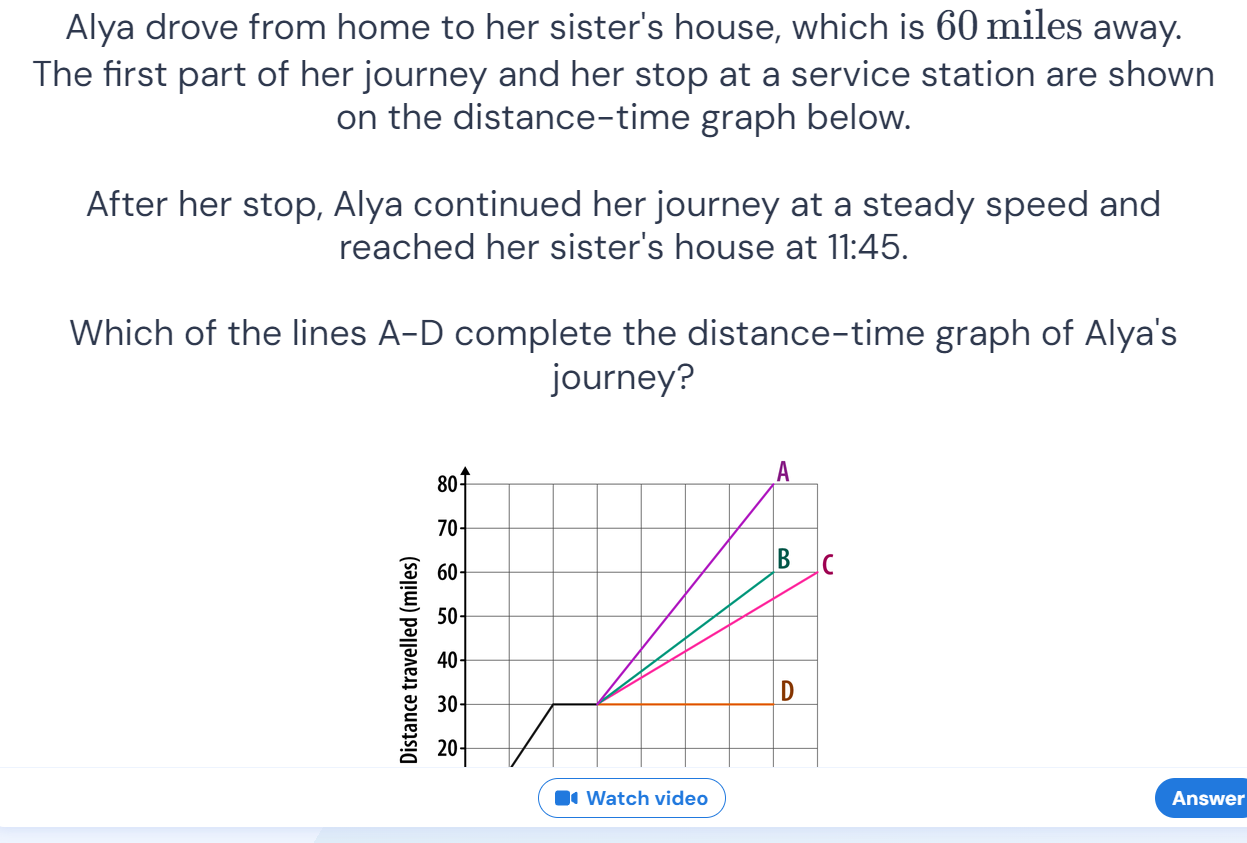 Alya drove from home to her sister's house, which is 60 miles away.
The first part of her journey and her stop at a service station are shown
on the distance-time graph below.
After her stop, Alya continued her journey at a steady speed and
reached her sister's house at 11:45.
Which of the lines A-D complete the distance-time graph of Alya's
journey?
Distance travelled (miles)
80
70
60
50
40
30
20
A
B
C
D
Watch video
Answer